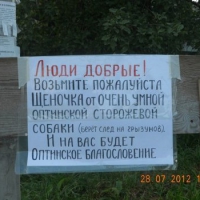 Люди добрые!
Возьмите пожалуйста
Щеночка от очень умной
оптинской сторожевой
собаки (берет след на грызунов),
И на вас будет
Оптинское благословение
28 07 2012